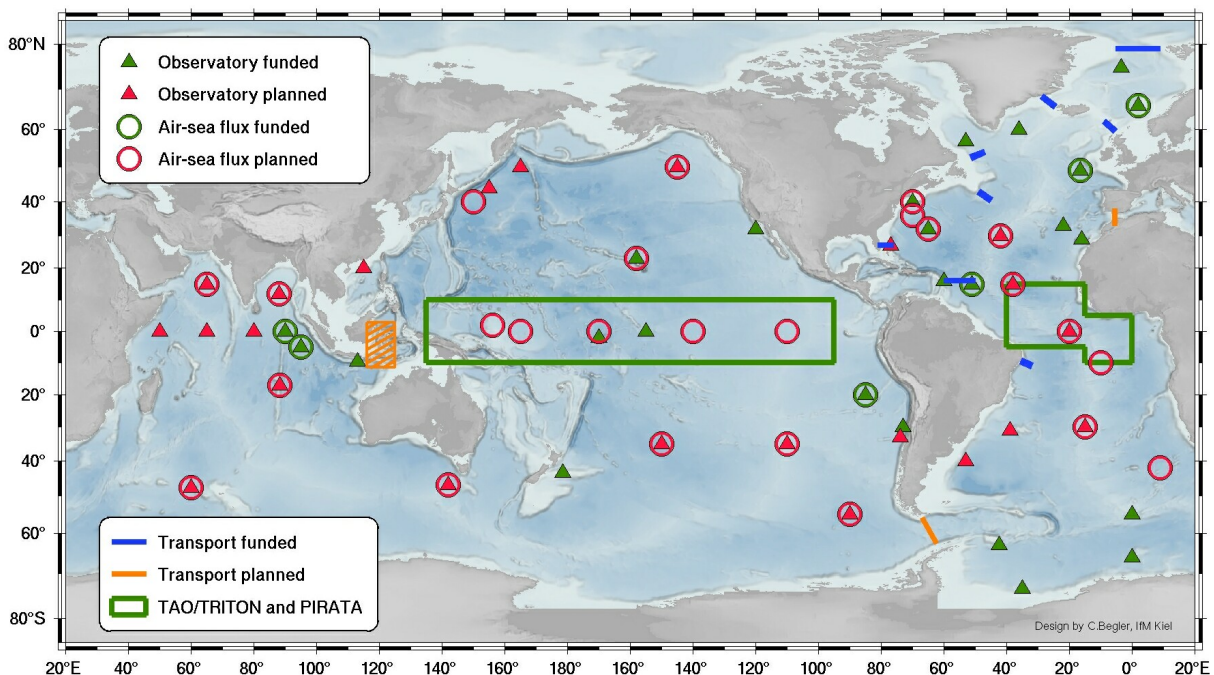 80°N
60°
40°
20°
0°
20°
40°
60°
80°S
Observatory funded
Observatory planned
Air-sea flux funded
Air-sea flux planned
Transport funded
Transport planned
TAO/TRITON and PIRATA
Design by C.Begler, IfM Kiel
20°E 40° 60° 80° 100° 120° 140° 160° 180° 160° 140° 120° 100° 80° 60° 40° 20° 0° 20°E